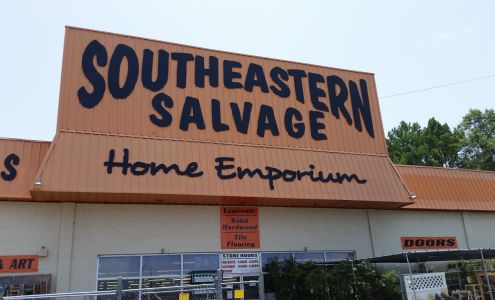 SOUTHEASTERN
SALVAGE
Home Emporium
S
Laminate
Solid
Hardwood
Tile
Flooring
DOORS
& ART
STORE HOURS